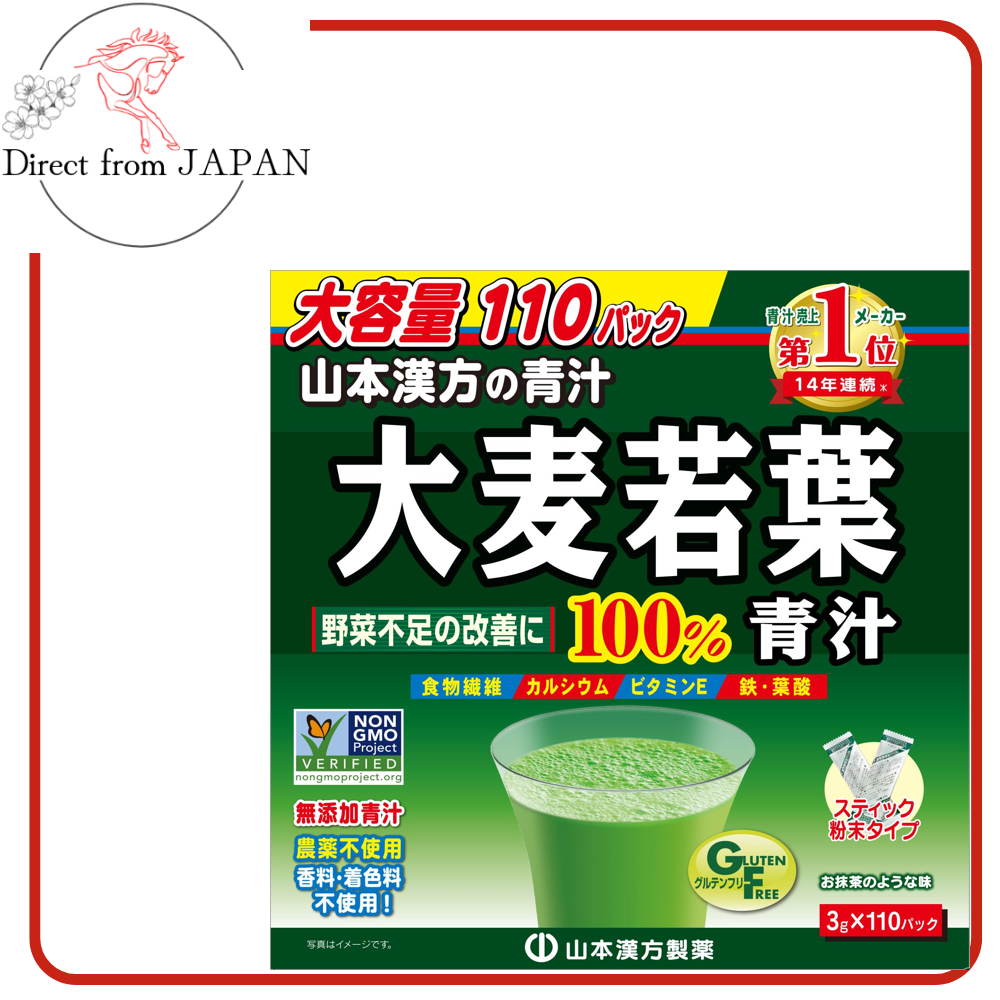 Direct from JAPAN
大容量 110パック
青汁売上 メーカー
第1位
14年連続※
山本漢方の青汁
大麦若葉
野菜不足の改善に 100% 青汁
食物繊維 カルシウム ビタミンE 鉄・葉酸
NON
GMO
Project
VERIFIED
nongmoproject.org
無添加青汁
農薬不使用
香料・着色料
不使用!
スティック
粉末タイプ
GLUTEN
グルテンフリー
FREE
お抹茶のような味
3g×110パック
写真はイメージです。
山本漢方製薬